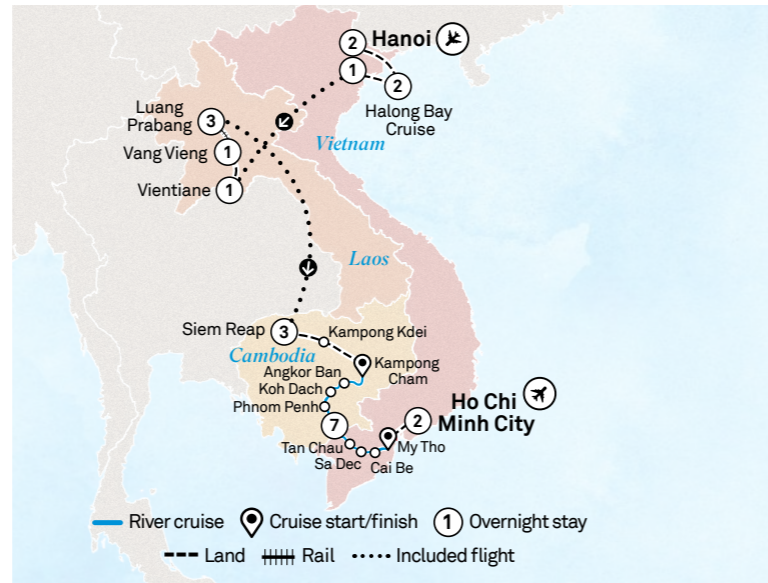 2
Hanoi
1
2
Halong Bay
Cruise
Luang
Prabang
3
Vietnam
Vang Vieng
1
Vientiane
1
Laos
Siem Reap
3
Kampong Kdei
Cambodia
Kampong
Cham
Angkor Ban
Koh Dach
Phnom Penh
7
Ho Chi
Minh City
2
Tan Chau
My Tho
Sa Dec
Cai Be
River cruise
Cruise start/finish
1
Overnight stay
Land
Rail
Included flight